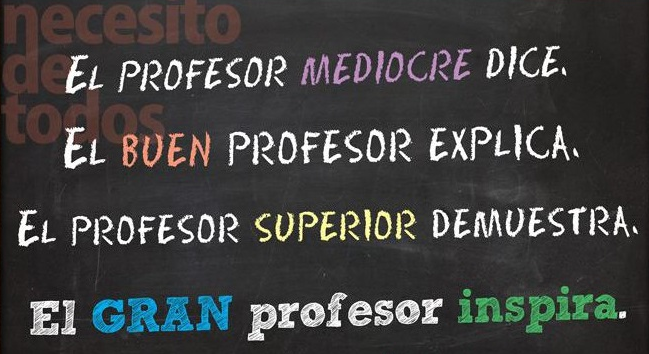 necesito
de
todos
EL PROFESOR MEDIOCRE DICE.
EL BUEN PROFESOR EXPLICA.
EL PROFESOR SUPERIOR DEMUESTRA.
El GRAN profesor inspira.